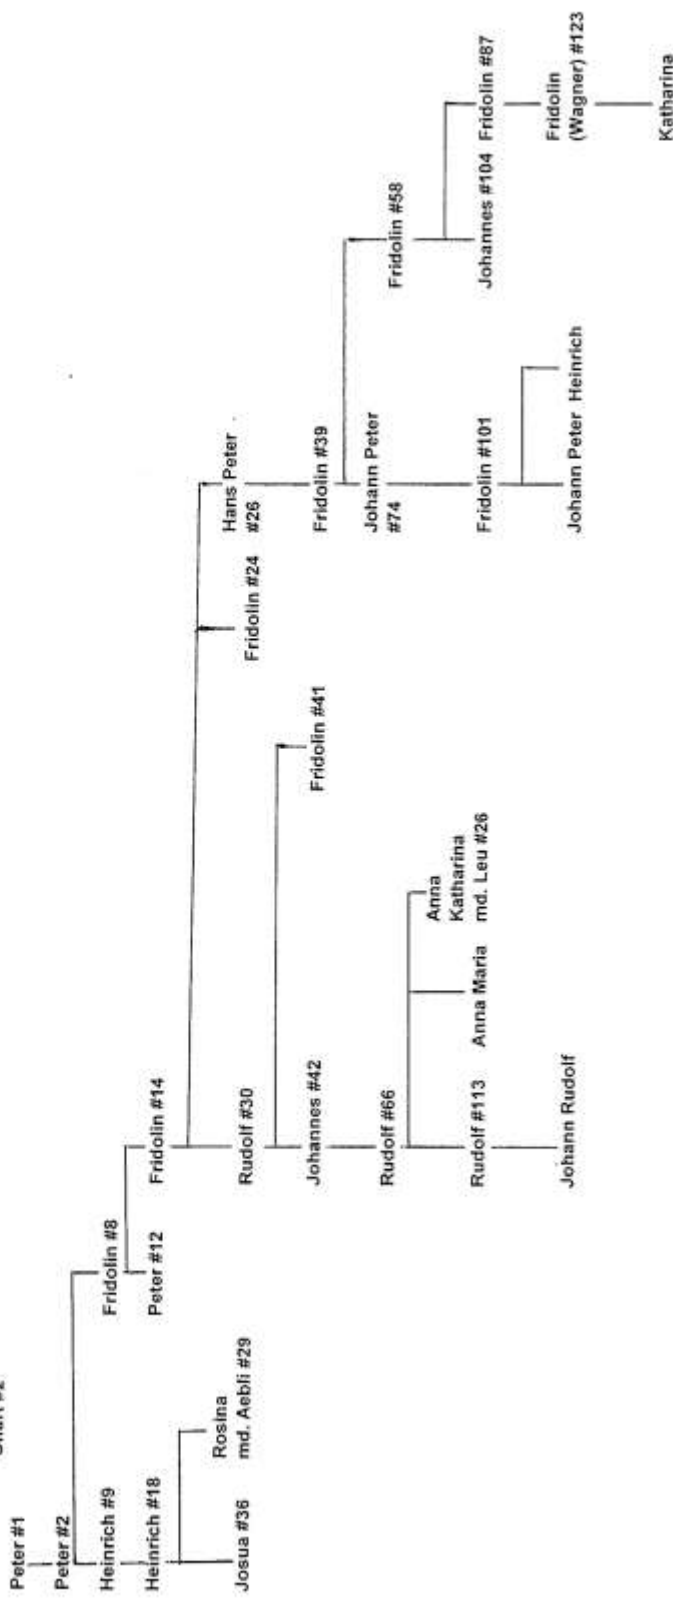 Peter #1
Peter #2
Heinrich #9
Fridolin #8
Heinrich #18
Peter #12
Fridolin #14
Josua #36
Rosina
md. Aebli #29
Rudolf #30
Fridolin #24
Hans Peter
#26
Johannes #42
Fridolin #41
Fridolin #39
Rudolf #66
Johann Peter
#74
Fridolin #58
Anna
Katharina
md. Leu #26
Rudolf #113
Anna Maria
Fridolin #101
Johannes #104
Fridolin #87
Johann Rudolf
Johann Peter
Heinrich
Fridolin
(Wagner) #123
Katharina